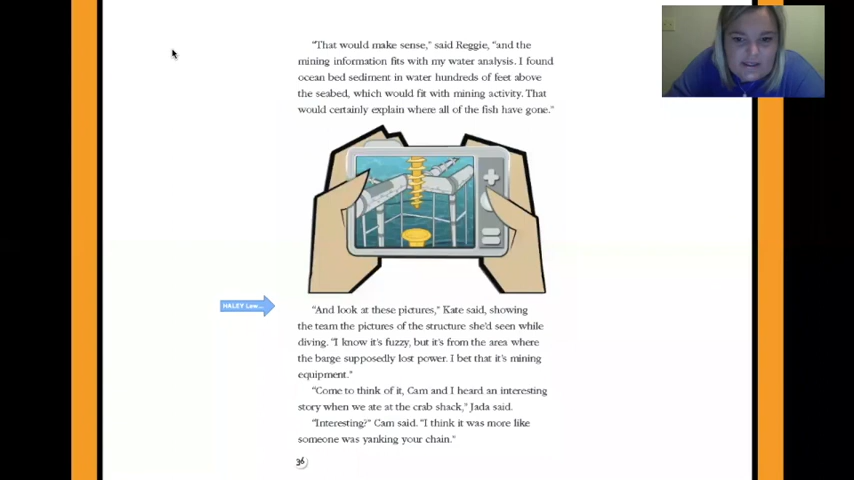 "That would make sense," said Reggie, "and the
mining information fits with my water analysis. I found
ocean bed sediment in water hundreds of feet above
the seabed, which would fit with mining activity. That
would certainly explain where all of the fish have gone."
HALEY Law...
"And look at these pictures," Kate said, showing
the team the pictures of the structure she'd seen while
diving. "I know it's fuzzy, but it's from the area where
the barge supposedly lost power. I bet that it's mining
equipment."
"Come to think of it, Cam and I heard an interesting
story when we ate at the crab shack," Jada said.
"Interesting?" Cam said. "I think it was more like
someone was yanking your chain."
36